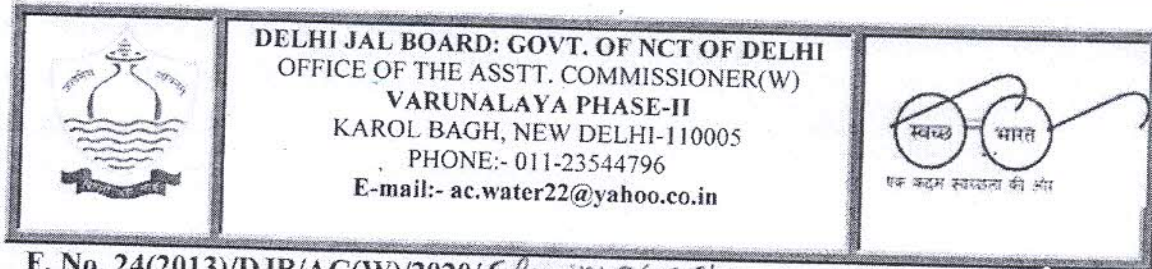 DELHI JAL BOARD: GOVT. OF NCT OF DELHI
OFFICE OF THE ASSTT. COMMISSIONER(W)
VARUNALAYA PHASE-II
KAROL BAGH, NEW DELHI-110005
PHONE:- 011-23544796
E-mail:- ac.water22@yahoo.co.in
स्वच्छ भारत
एक कदम स्वच्छता की ओर
F. No. 24(2013)/DJB/AC(W)/2020/